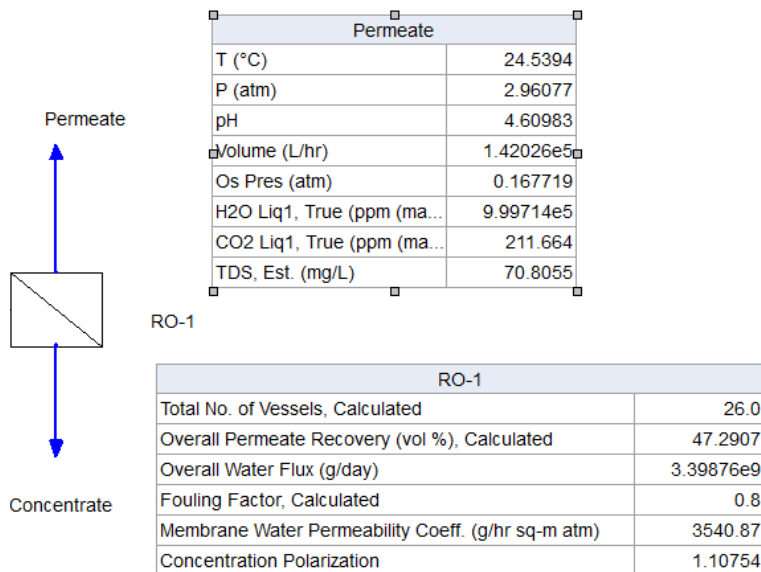 Permeate
T (°C) 24.5394
P (atm) 2.96077
pH 4.60983
Volume (L/hr) 1.42026e5
Os Pres (atm) 0.167719
H2O Liq1, True (ppm (ma... 9.99714e5
CO2 Liq1, True (ppm (ma... 211.664
TDS, Est. (mg/L) 70.8055
Permeate
RO-1
Concentrate
RO-1
Total No. of Vessels, Calculated 26.0
Overall Permeate Recovery (vol %), Calculated 47.2907
Overall Water Flux (g/day) 3.39876e9
Fouling Factor, Calculated 0.8
Membrane Water Permeability Coeff. (g/hr sq-m atm) 3540.87
Concentration Polarization 1.10754